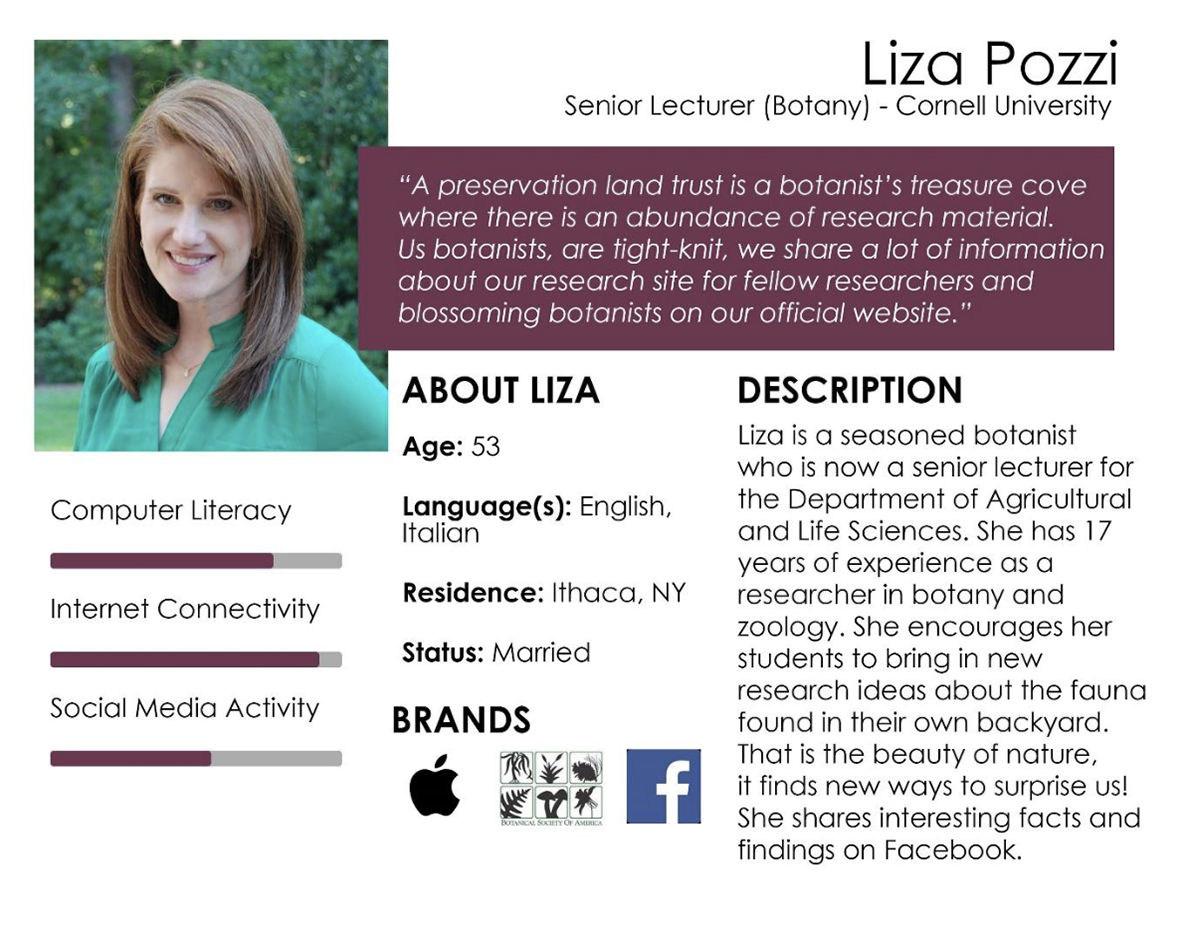 Liza Pozzi
Senior Lecturer (Botany) - Cornell University
“A preservation land trust is a botanist’s treasure cove
where there is an abundance of research material.
Us botanists, are tight-knit, we share a lot of information
about our research site for fellow researchers and
blossoming botanists on our official website.”
Computer Literacy
Internet Connectivity
Social Media Activity
ABOUT LIZA
Age: 53
Language(s): English,
Italian
Residence: Ithaca, NY
Status: Married
BRANDS
BOTANICAL SOCIETY OF AMERICA
f
DESCRIPTION
Liza is a seasoned botanist
who is now a senior lecturer for
the Department of Agricultural
and Life Sciences. She has 17
years of experience as a
researcher in botany and
zoology. She encourages her
students to bring in new
research ideas about the fauna
found in their own backyard.
That is the beauty of nature,
it finds new ways to surprise us!
She shares interesting facts and
findings on Facebook.